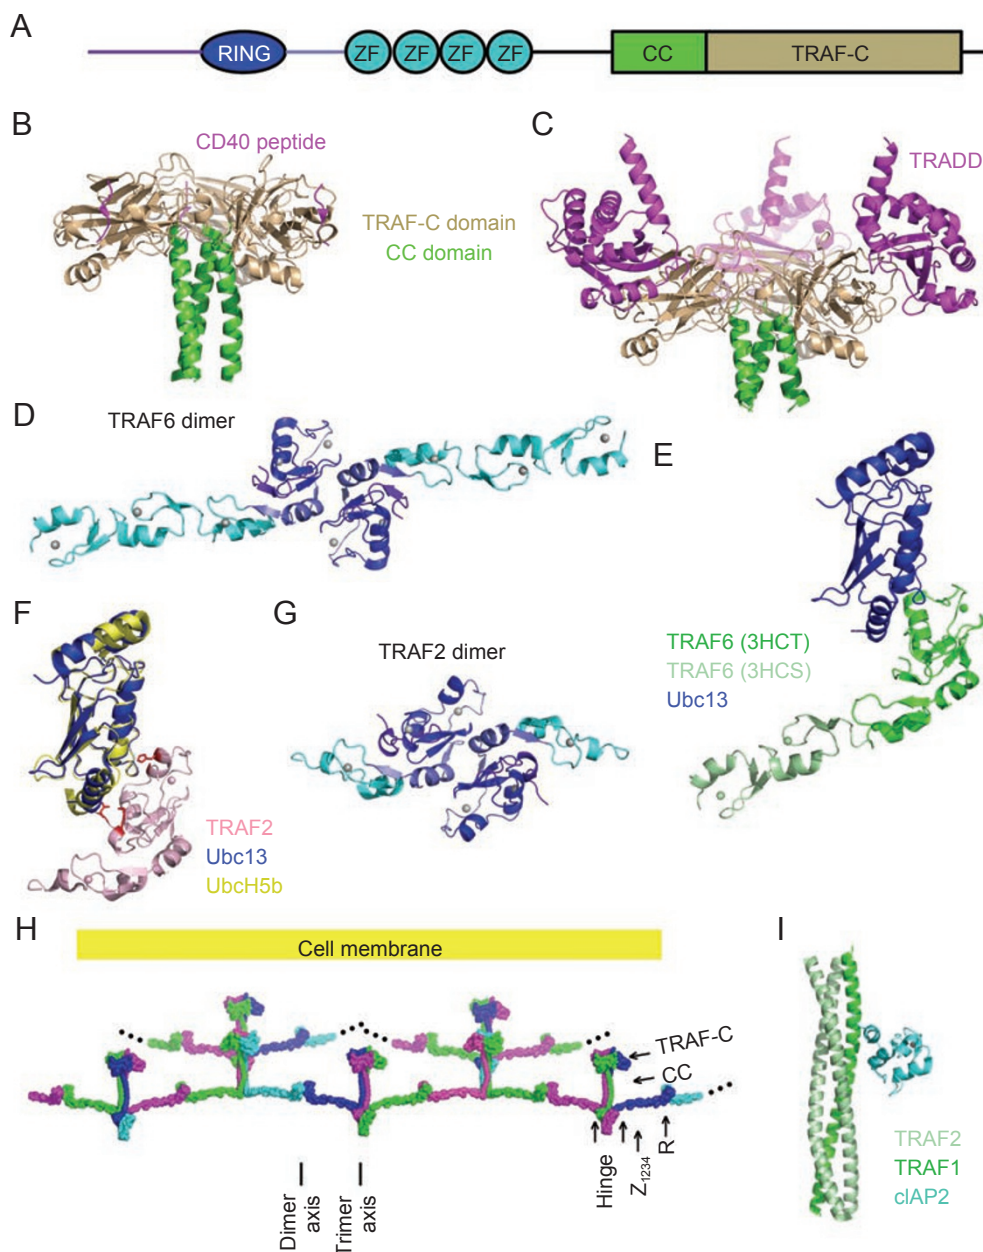 A
RING
ZF
ZF
ZF
ZF
CC
TRAF-C
B
CD40 peptide
TRAF-C domain
CC domain
C
TRADD
D
TRAF6 dimer
E
TRAF6 (3HCT)
TRAF6 (3HCS)
Ubc13
F
TRAF2
Ubc13
UbcH5b
G
TRAF2 dimer
H
Cell membrane
TRAF-C
CC
R
Z1234
Hinge
Dimer
axis
Trimer
axis
I
TRAF2
TRAF1
cIAP2